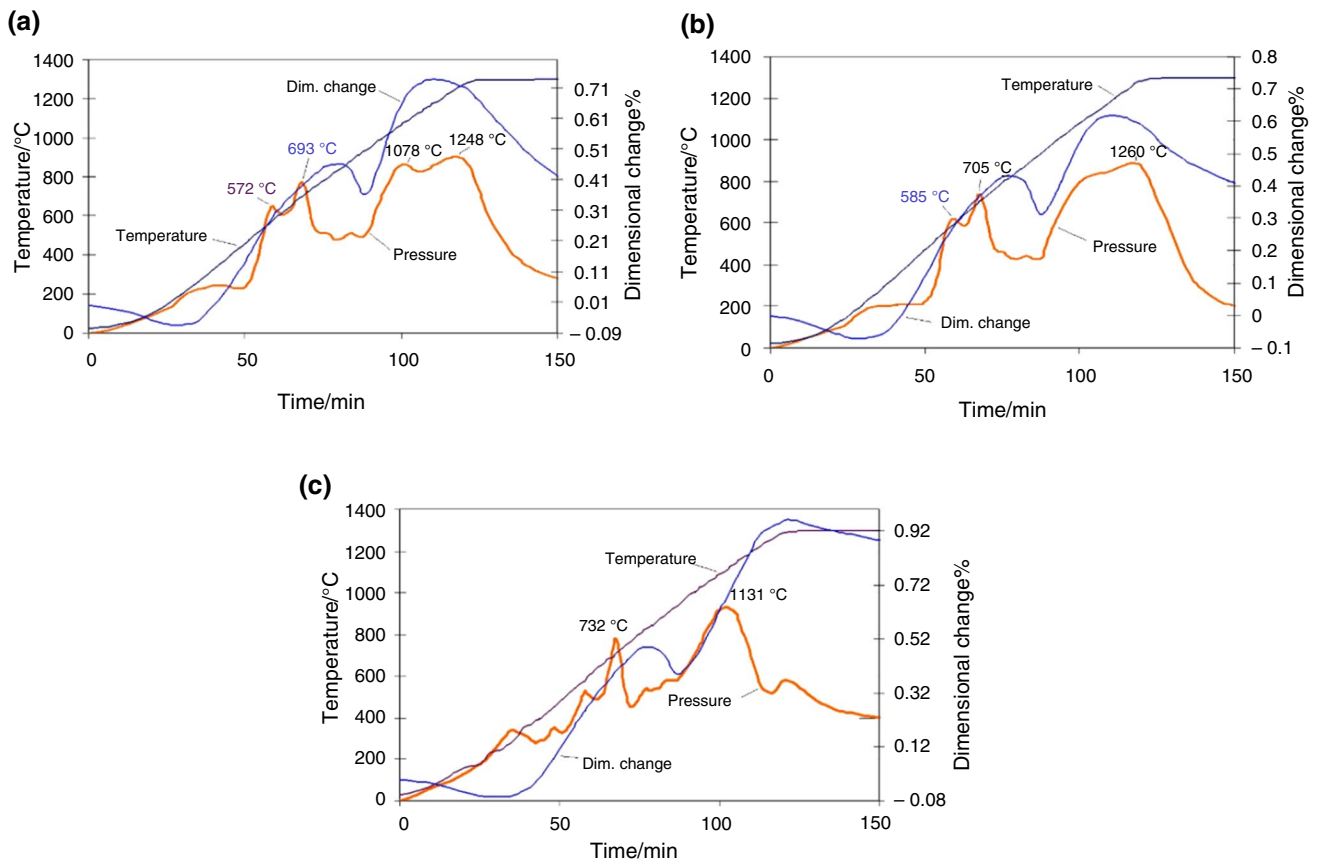 (a)
1400
1200
1000
800
600
400
200
0
Temperature/°C
0
50
100
150
Time/min
0.71
0.61
0.51
0.41
0.31
0.21
0.11
0.01
– 0.09
Dimensional change%
Dim. change
693 °C
572 °C
1078 °C
1248 °C
Temperature
Pressure
(b)
1400
1200
1000
800
600
400
200
0
Temperature/°C
0
50
100
150
Time/min
0.8
0.7
0.6
0.5
0.4
0.3
0.2
0.1
0
– 0.1
Dimensional change%
Temperature
1260 °C
705 °C
585 °C
Pressure
Dim. change
(c)
1400
1200
1000
800
600
400
200
0
Temperature/°C
0
50
100
150
Time/min
0.92
0.72
0.52
0.32
0.12
– 0.08
Dimensional change%
Temperature
1131 °C
732 °C
Pressure
Dim. change